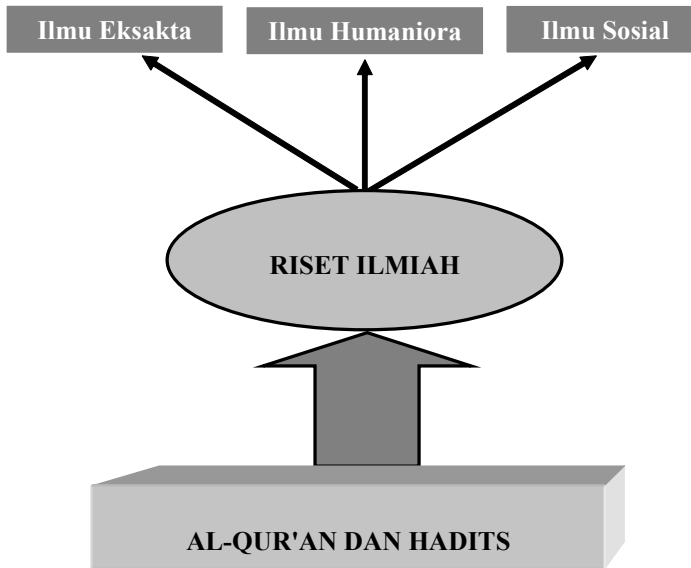 Ilmu Eksakta
Ilmu Humaniora
Ilmu Sosial
RISET ILMIAH
AL-QUR'AN DAN HADITS